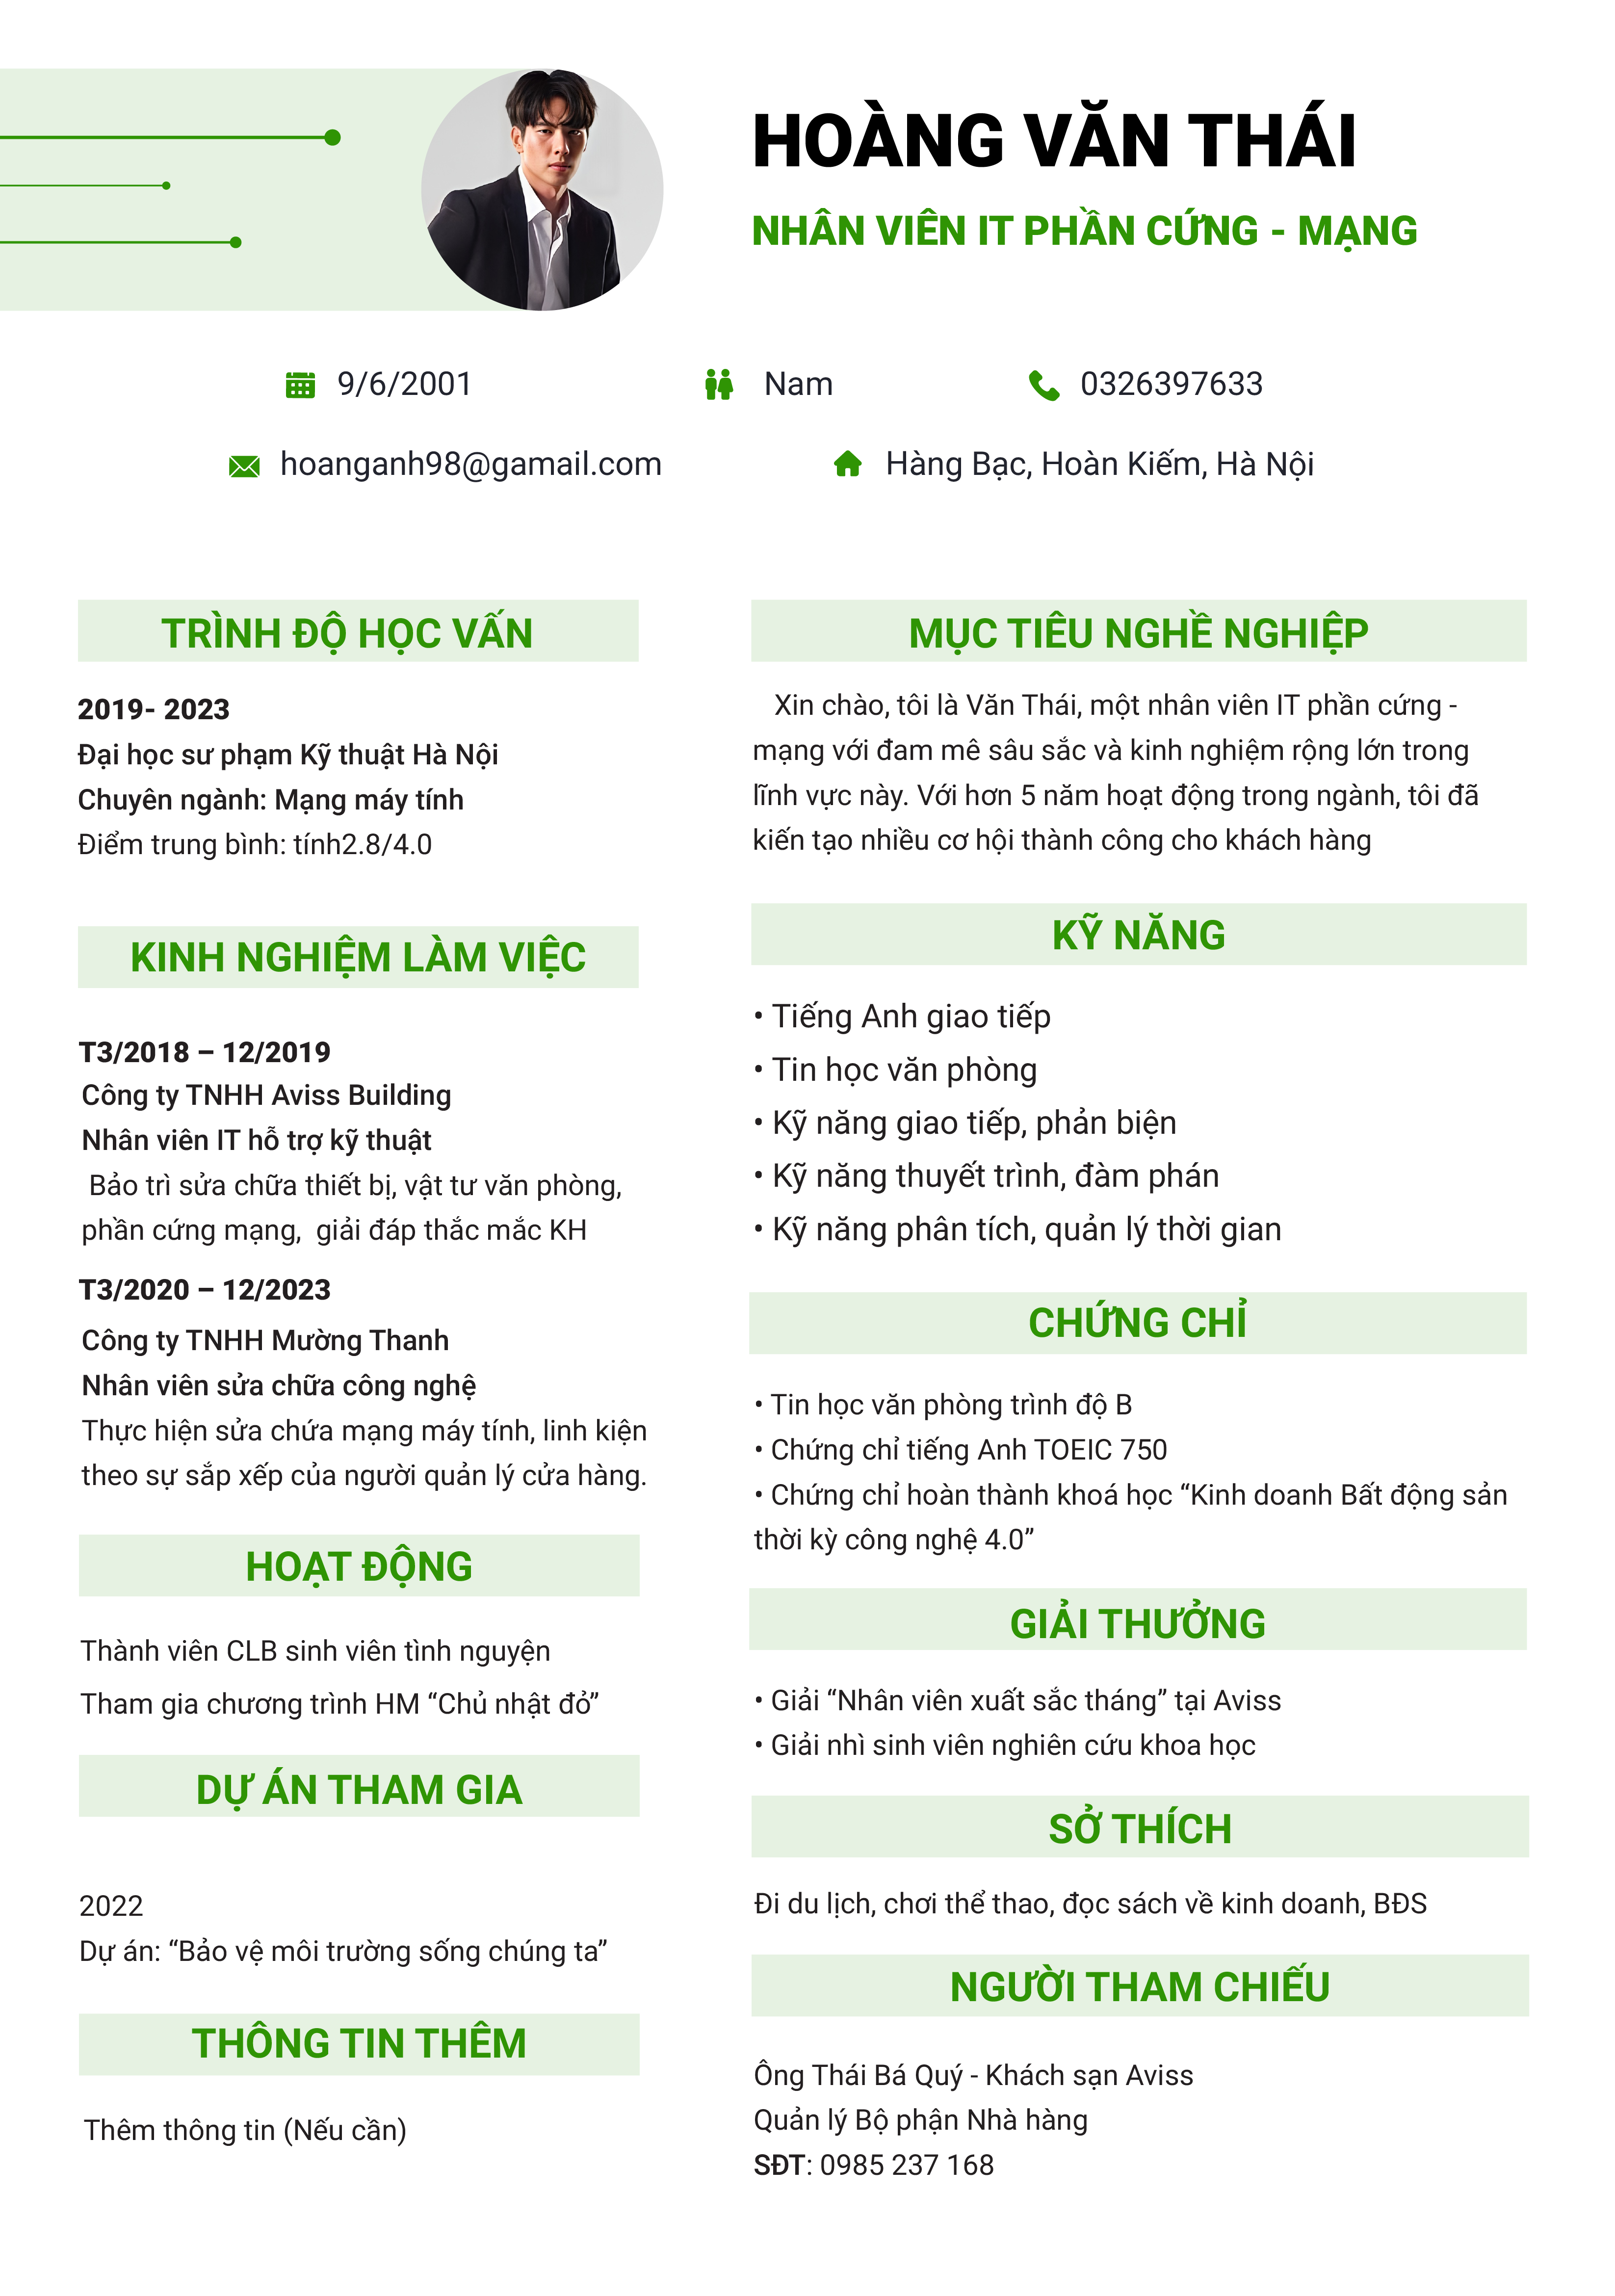 HOÀNG VĂN THÁI
NHÂN VIÊN IT PHẦN CỨNG - MẠNG
9/6/2001
Nam
0326397633
hoanganh98@gamail.com
Hàng Bạc, Hoàn Kiếm, Hà Nội
TRÌNH ĐỘ HỌC VẤN
2019- 2023
Đại học sư phạm Kỹ thuật Hà Nội
Chuyên ngành: Mạng máy tính
Điểm trung bình: tính2.8/4.0
KINH NGHIỆM LÀM VIỆC
T3/2018 – 12/2019
Công ty TNHH Aviss Building
Nhân viên IT hỗ trợ kỹ thuật
Bảo trì sửa chữa thiết bị, vật tư văn phòng,
phần cứng mạng, giải đáp thắc mắc KH
T3/2020 – 12/2023
Công ty TNHH Mường Thanh
Nhân viên sửa chữa công nghệ
Thực hiện sửa chứa mạng máy tính, linh kiện
theo sự sắp xếp của người quản lý cửa hàng.
HOẠT ĐỘNG
Thành viên CLB sinh viên tình nguyện
Tham gia chương trình HM “Chủ nhật đỏ”
DỰ ÁN THAM GIA
2022
Dự án: “Bảo vệ môi trường sống chúng ta”
THÔNG TIN THÊM
Thêm thông tin (Nếu cần)
MỤC TIÊU NGHỀ NGHIỆP
Xin chào, tôi là Văn Thái, một nhân viên IT phần cứng -
mạng với đam mê sâu sắc và kinh nghiệm rộng lớn trong
lĩnh vực này. Với hơn 5 năm hoạt động trong ngành, tôi đã
kiến tạo nhiều cơ hội thành công cho khách hàng
KỸ NĂNG
• Tiếng Anh giao tiếp
• Tin học văn phòng
• Kỹ năng giao tiếp, phản biện
• Kỹ năng thuyết trình, đàm phán
• Kỹ năng phân tích, quản lý thời gian
CHỨNG CHỈ
• Tin học văn phòng trình độ B
• Chứng chỉ tiếng Anh TOEIC 750
• Chứng chỉ hoàn thành khoá học “Kinh doanh Bất động sản
thời kỳ công nghệ 4.0”
GIẢI THƯỞNG
• Giải “Nhân viên xuất sắc tháng” tại Aviss
• Giải nhì sinh viên nghiên cứu khoa học
SỞ THÍCH
Đi du lịch, chơi thể thao, đọc sách về kinh doanh, BĐS
NGƯỜI THAM CHIẾU
Ông Thái Bá Quý - Khách sạn Aviss
Quản lý Bộ phận Nhà hàng
SĐT: 0985 237 168